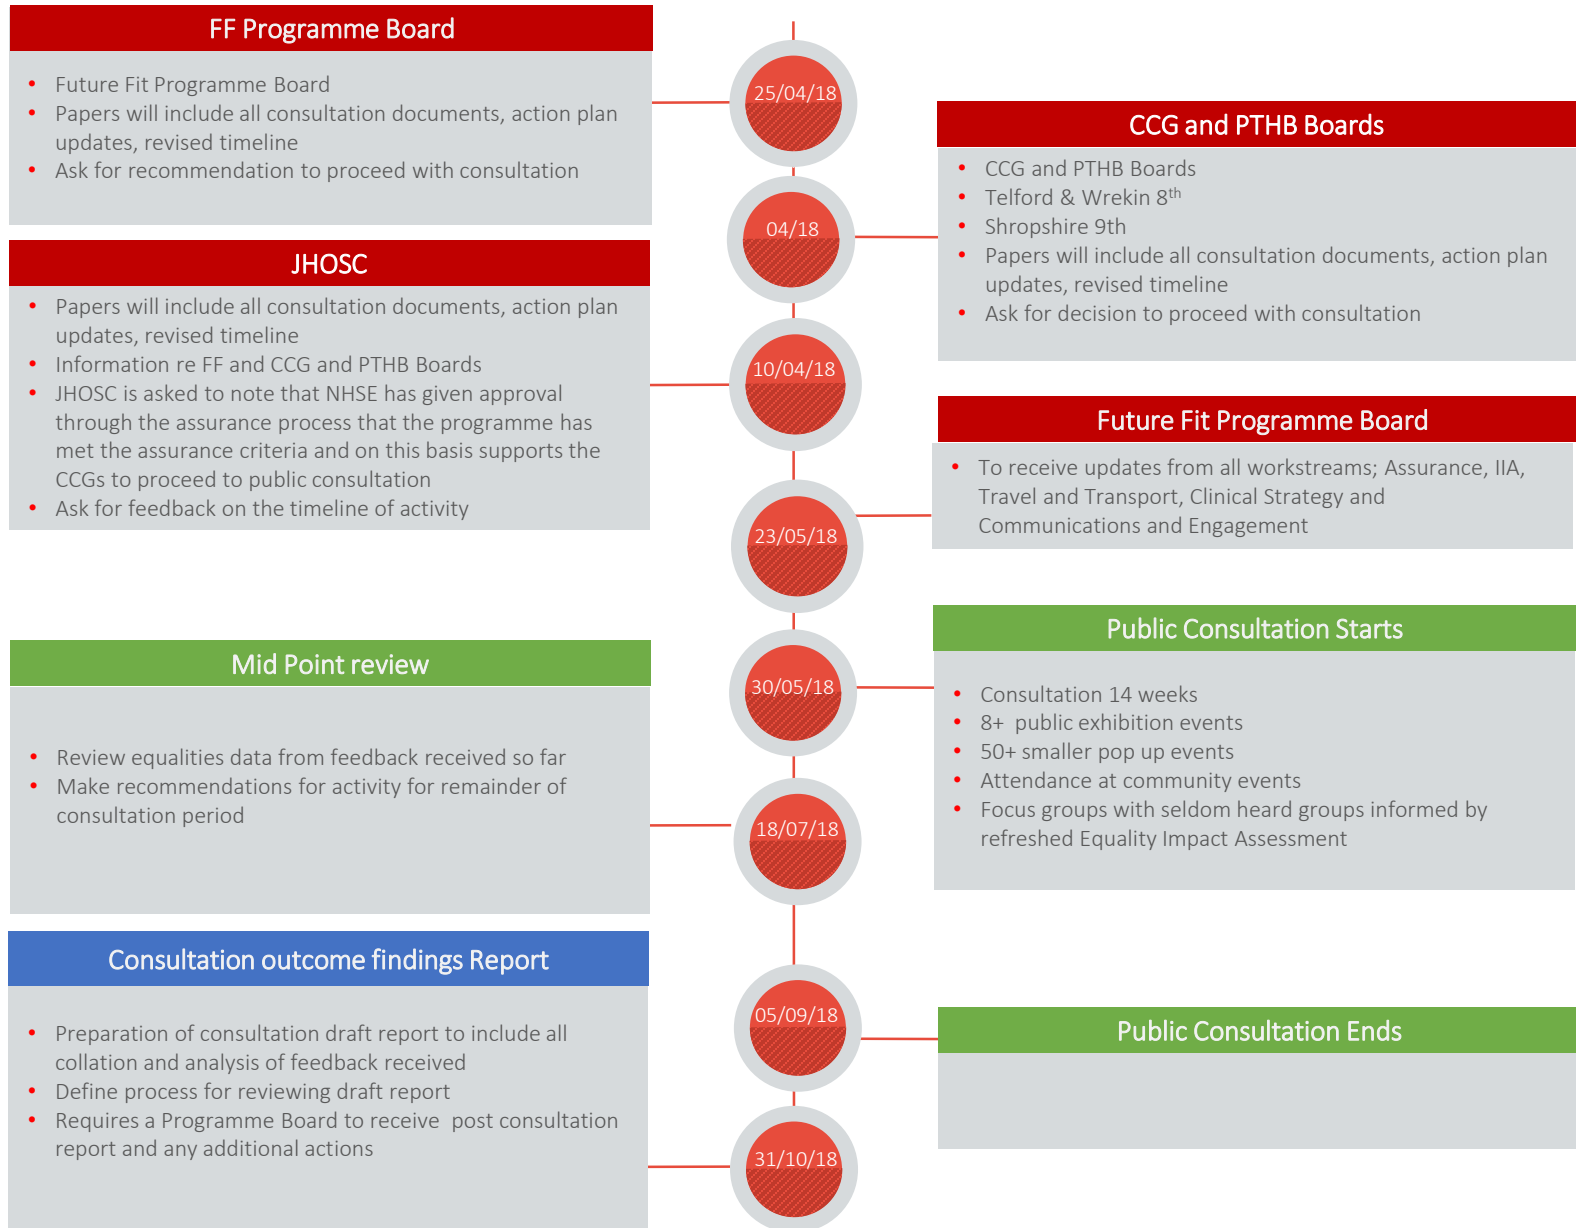 FF Programme Board
• Future Fit Programme Board
• Papers will include all consultation documents, action plan
updates, revised timeline
• Ask for recommendation to proceed with consultation
25/04/18
CCG and PTHB Boards
• CCG and PTHB Boards
• Telford & Wrekin 8th
• Shropshire 9th
• Papers will include all consultation documents, action plan
updates, revised timeline
• Ask for decision to proceed with consultation
04/18
JHOSC
• Papers will include all consultation documents, action plan
updates, revised timeline
• Information re FF and CCG and PTHB Boards
• JHOSC is asked to note that NHSE has given approval
through the assurance process that the programme has
met the assurance criteria and on this basis supports the
CCGs to proceed to public consultation
• Ask for feedback on the timeline of activity
10/04/18
Future Fit Programme Board
• To receive updates from all workstreams; Assurance, IIA,
Travel and Transport, Clinical Strategy and
Communications and Engagement
23/05/18
Public Consultation Starts
• Consultation 14 weeks
• 8+ public exhibition events
• 50+ smaller pop up events
• Attendance at community events
• Focus groups with seldom heard groups informed by
refreshed Equality Impact Assessment
30/05/18
Mid Point review
• Review equalities data from feedback received so far
• Make recommendations for activity for remainder of
consultation period
18/07/18
Public Consultation Ends
05/09/18
Consultation outcome findings Report
• Preparation of consultation draft report to include all
collation and analysis of feedback received
• Define process for reviewing draft report
• Requires a Programme Board to receive post consultation
report and any additional actions
31/10/18